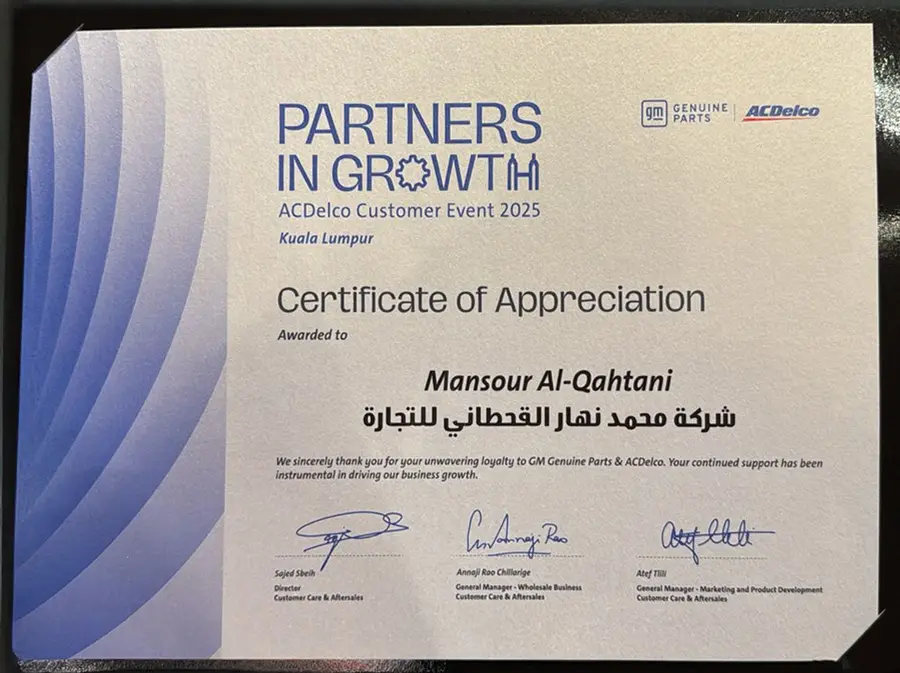 PARTNERS
IN GROWTH
ACDelco Customer Event 2025
Kuala Lumpur
gm GENUINE PARTS
ACDelco
Certificate of Appreciation
Awarded to
Mansour Al-Qahtani
شركة محمد نهار القحطاني للتجارة
We sincerely thank you for your unwavering loyalty to GM Genuine Parts & ACDelco. Your continued support has been
instrumental in driving our business growth.
Sajed Sbeih
Director
Customer Care & Aftersales
Annaji Rao Chillarige
General Manager - Wholesale Business
Customer Care & Aftersales
Atef Tlili
General Manager - Marketing and Product Development
Customer Care & Aftersales